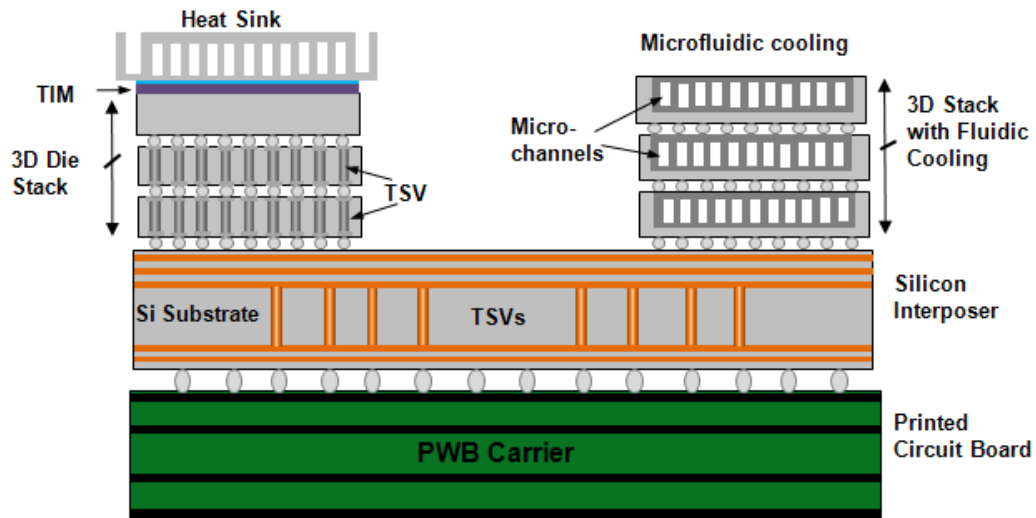 Heat Sink
Microfluidic cooling
TIM
3D Die
Stack
TSV
Micro-
channels
3D Stack
with Fluidic
Cooling
Si Substrate
TSVs
Silicon
Interposer
PWB Carrier
Printed
Circuit Board